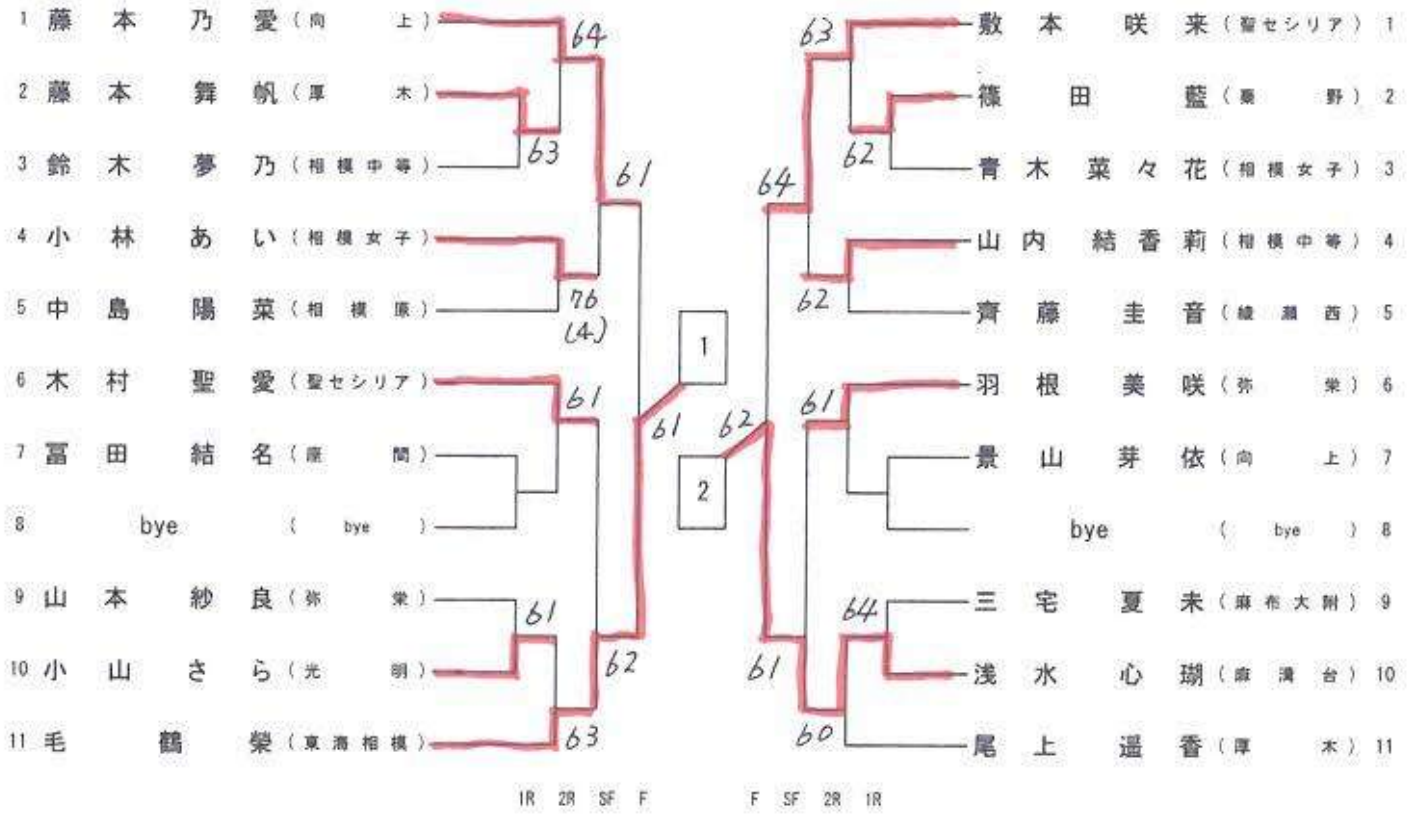 1 藤本乃愛 (向上)
64
2 藤本舞帆 (厚木)
63
3 鈴木夢乃 (相模中等)
61
4 小林あい (相模女子)
76
(4)
5 中島陽菜 (相模原)
6 木村聖愛 (聖セシリア)
61
7 冨田結名 (座間)
8 bye (bye)
9 山本紗良 (弥栄)
61
10 小山さら (光明)
62
11 毛鶴榮 (東海相模)
63
1R 2R SF F
1
61
62
2
敷本咲来 (聖セシリア) 1
63
篠田藍 (秦野) 2
62
青木菜々花 (相模女子) 3
64
山内結香莉 (相模中等) 4
62
齊藤圭音 (綾瀬西) 5
羽根美咲 (弥栄) 6
61
景山芽依 (向上) 7
bye (bye) 8
三宅夏未 (麻布大附) 9
64
浅水心瑚 (麻溝台) 10
61
尾上遥香 (厚木) 11
60
F SF 2R 1R